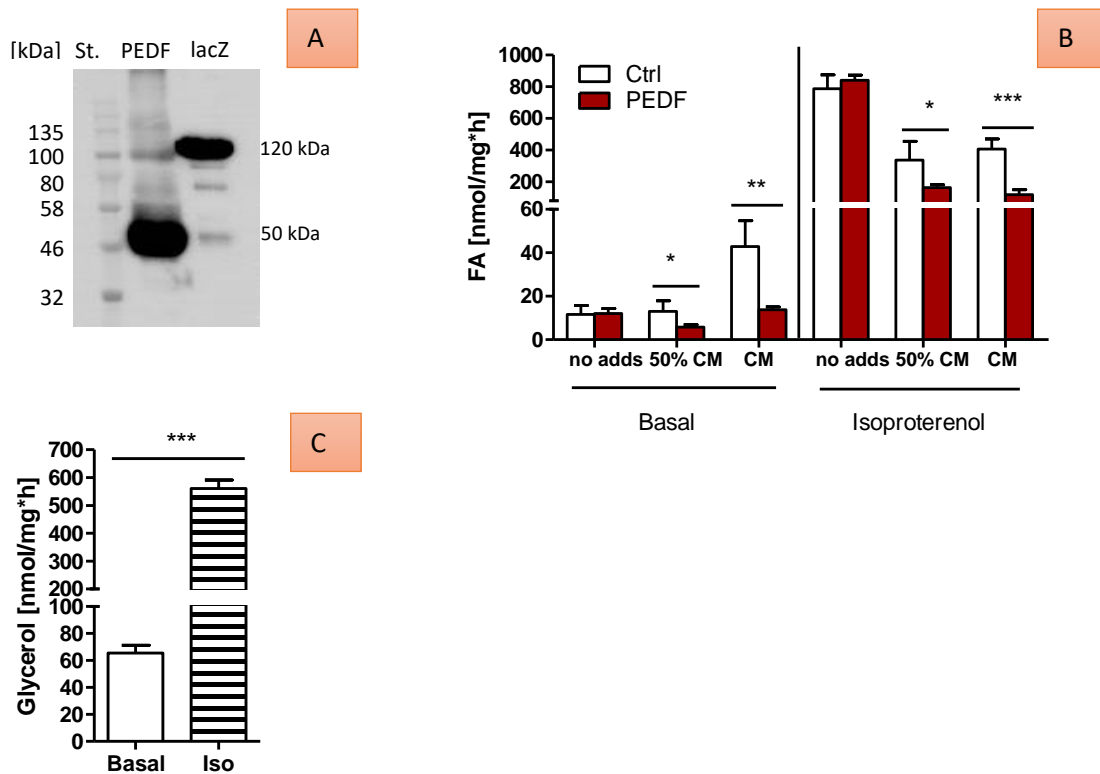 A
[kDa] St. PEDF lacZ
135
100
80
58
46
32
120 kDa
50 kDa
B
Ctrl
PEDF
FA [nmol/mg*h]
1000
800
600
400
200
60
40
20
0
*
**
*
***
no adds 50% CM CM
no adds 50% CM CM
Basal
Isoproterenol
C
***
Glycerol [nmol/mg*h]
700
600
500
400
300
200
100
80
60
40
20
0
Basal Iso